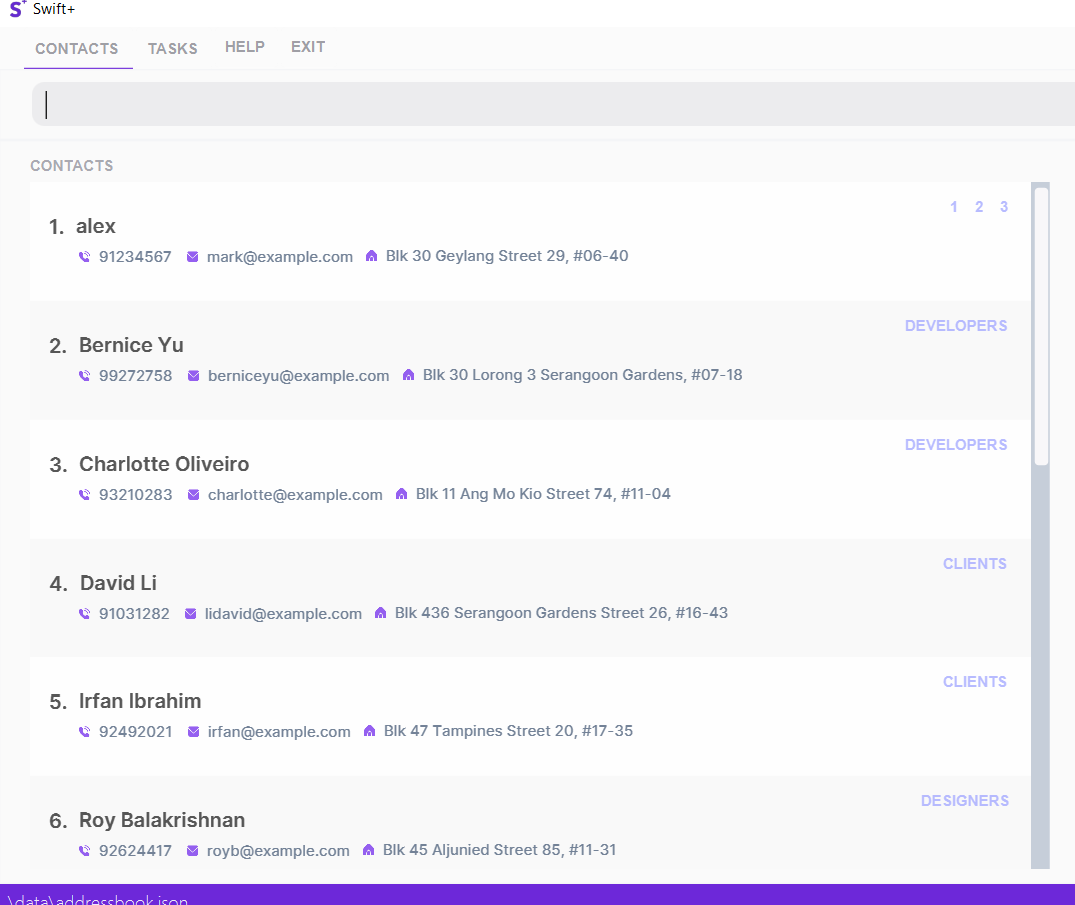 S+ Swift+
CONTACTS TASKS HELP EXIT
CONTACTS
1 2 3
1. alex
91234567 mark@example.com Blk 30 Geylang Street 29, #06-40
DEVELOPERS
2. Bernice Yu
99272758 berniceyu@example.com Blk 30 Lorong 3 Serangoon Gardens, #07-18
DEVELOPERS
3. Charlotte Oliveiro
93210283 charlotte@example.com Blk 11 Ang Mo Kio Street 74, #11-04
CLIENTS
4. David Li
91031282 lidavid@example.com Blk 436 Serangoon Gardens Street 26, #16-43
CLIENTS
5. Irfan Ibrahim
92492021 irfan@example.com Blk 47 Tampines Street 20, #17-35
DESIGNERS
6. Roy Balakrishnan
92624417 royb@example.com Blk 45 Aljunied Street 85, #11-31
\data\addressbook.json